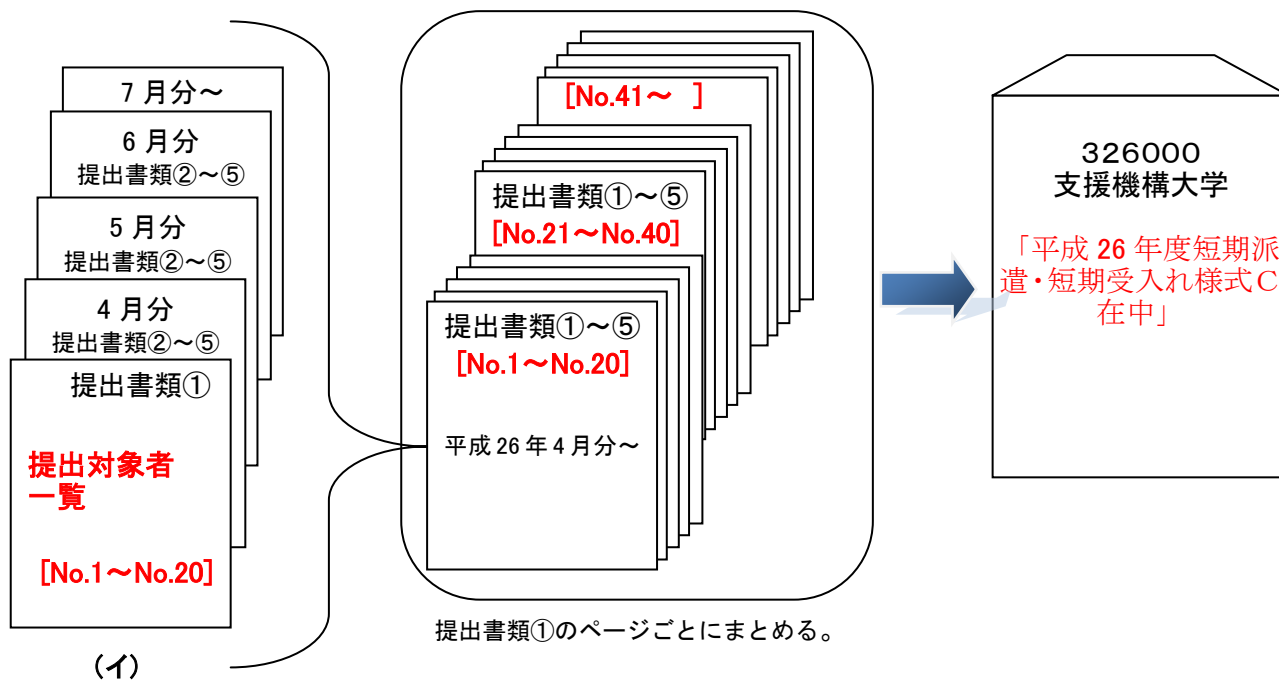 7月分～
6月分
提出書類②～⑤
5月分
提出書類②～⑤
4月分
提出書類②～⑤
提出書類①
提出対象者
一覧
[No.1～No.20]
(イ)
[No.41～ ]
提出書類①～⑤
[No.21～No.40]
提出書類①～⑤
[No.1～No.20]
平成26年4月分～
提出書類①のページごとにまとめる。
326000
支援機構大学
「平成26年度短期派
遣・短期受入れ様式C
在中」